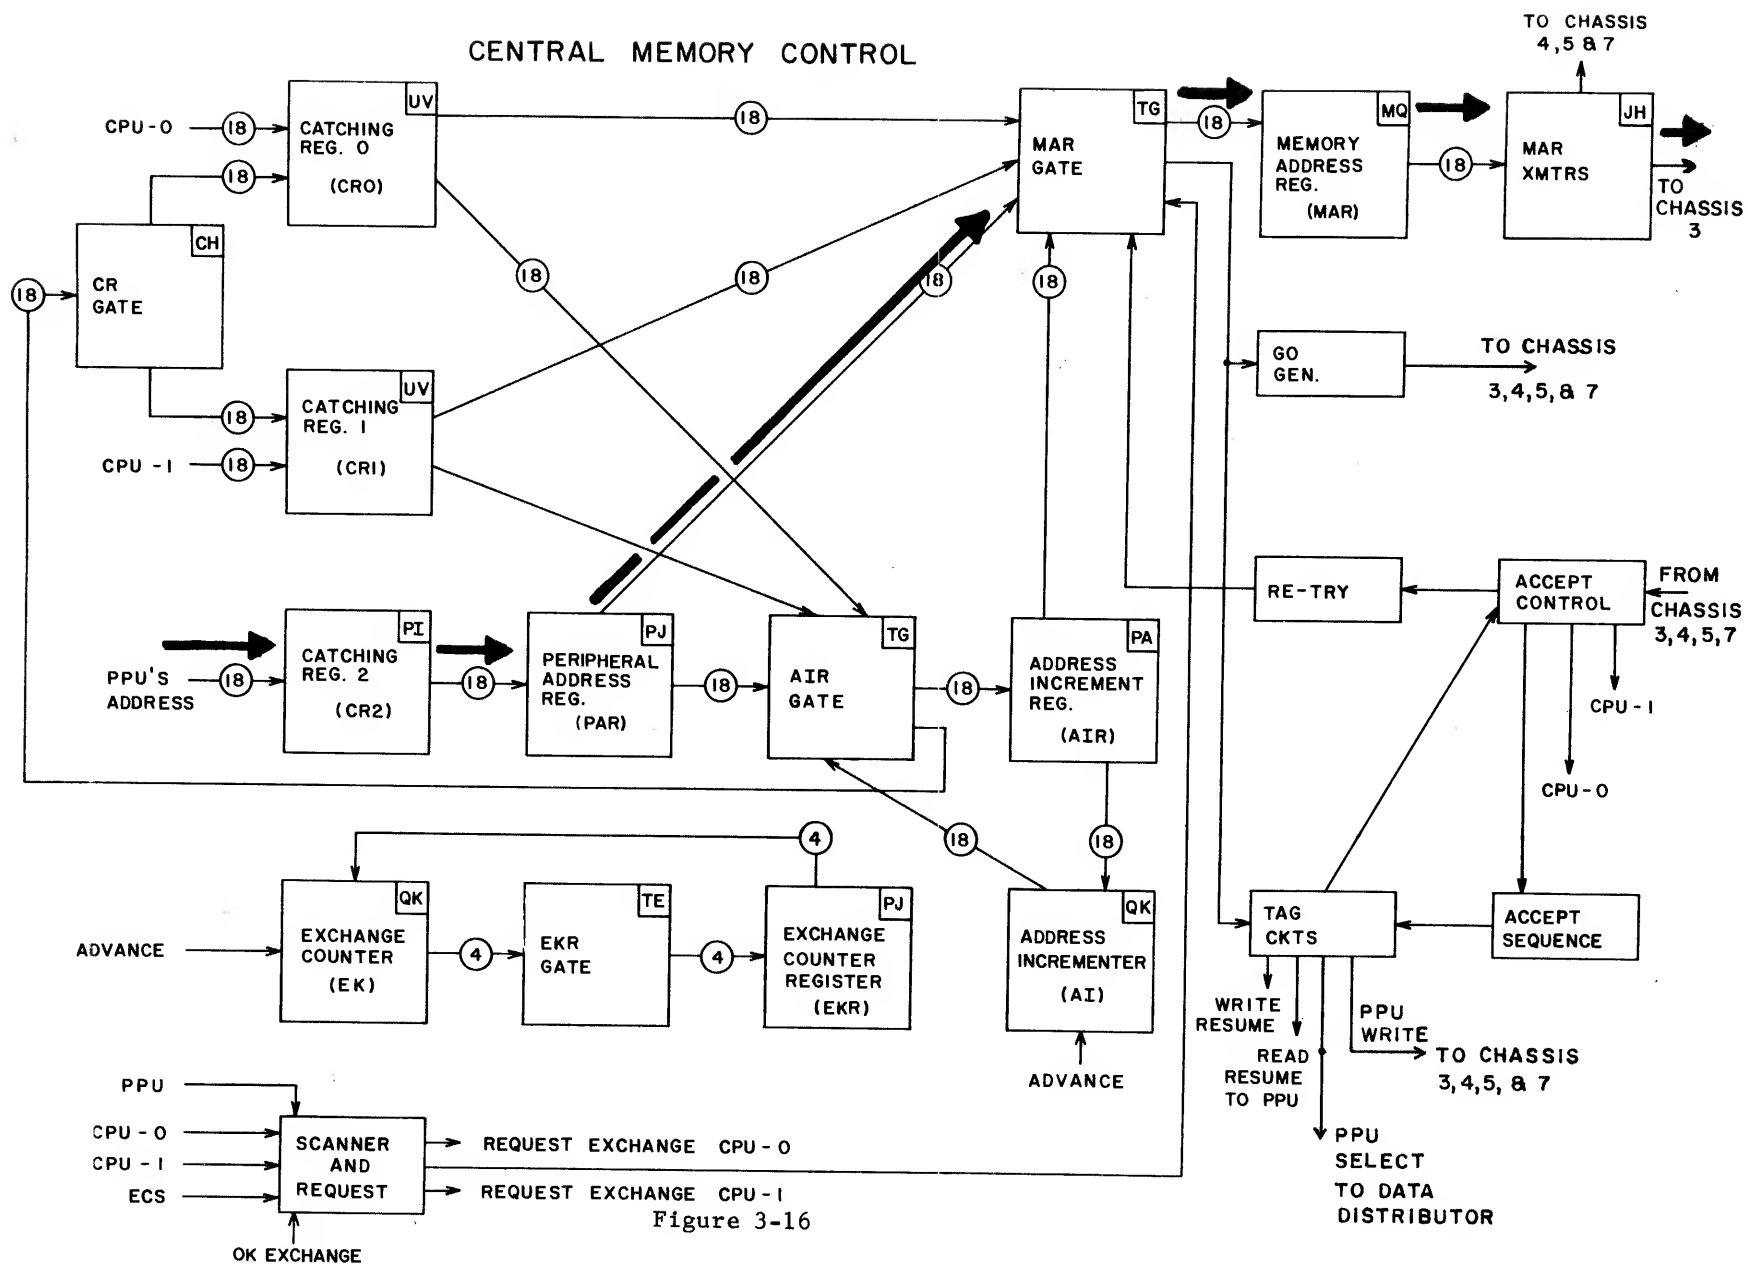 CENTRAL MEMORY CONTROL
TO CHASSIS
4,5 & 7
CPU-0
18
18
UV
CATCHING
REG. 0
(CR0)
18
TG
MAR
GATE
18
MQ
MEMORY
ADDRESS
REG.
(MAR)
18
JH
MAR
XMTRS
TO
CHASSIS
3
18
CH
CR
GATE
18
18
18
18
GO
GEN.
TO CHASSIS
3,4,5,& 7
18
CPU-1
18
UV
CATCHING
REG. 1
(CR1)
RE-TRY
ACCEPT
CONTROL
FROM
CHASSIS
3,4,5,7
CPU-1
CPU-0
PPU'S
ADDRESS
18
PI
CATCHING
REG. 2
(CR2)
18
PJ
PERIPHERAL
ADDRESS
REG.
(PAR)
18
TG
AIR
GATE
18
PA
ADDRESS
INCREMENT
REG.
(AIR)
18
18
4
ADVANCE
QK
EXCHANGE
COUNTER
(EK)
4
TE
EKR
GATE
4
PJ
EXCHANGE
COUNTER
REGISTER
(EKR)
QK
ADDRESS
INCREMENTER
(AI)
ADVANCE
TAG
CKTS
ACCEPT
SEQUENCE
WRITE
RESUME
READ
RESUME
TO PPU
PPU
WRITE
TO CHASSIS
3,4,5, & 7
PPU
SELECT
TO DATA
DISTRIBUTOR
PPU
CPU-0
CPU-1
ECS
SCANNER
AND
REQUEST
REQUEST EXCHANGE CPU-0
REQUEST EXCHANGE CPU-1
OK EXCHANGE
Figure 3-16